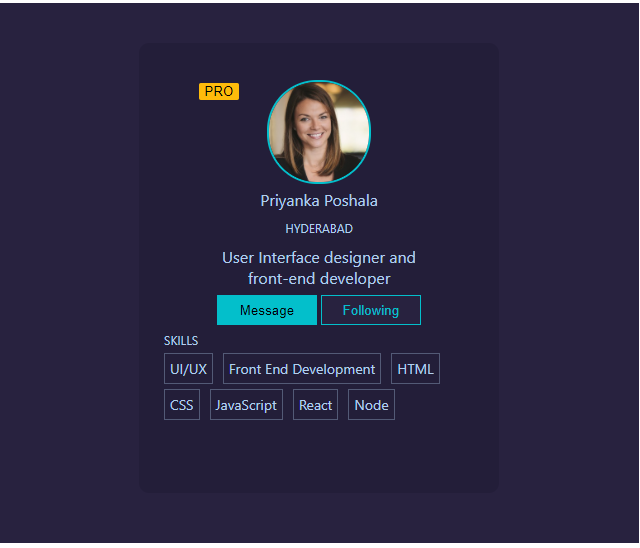 PRO
Priyanka Poshala
HYDERABAD
User Interface designer and
front-end developer
Message Following
SKILLS
UI/UX Front End Development HTML
CSS JavaScript React Node